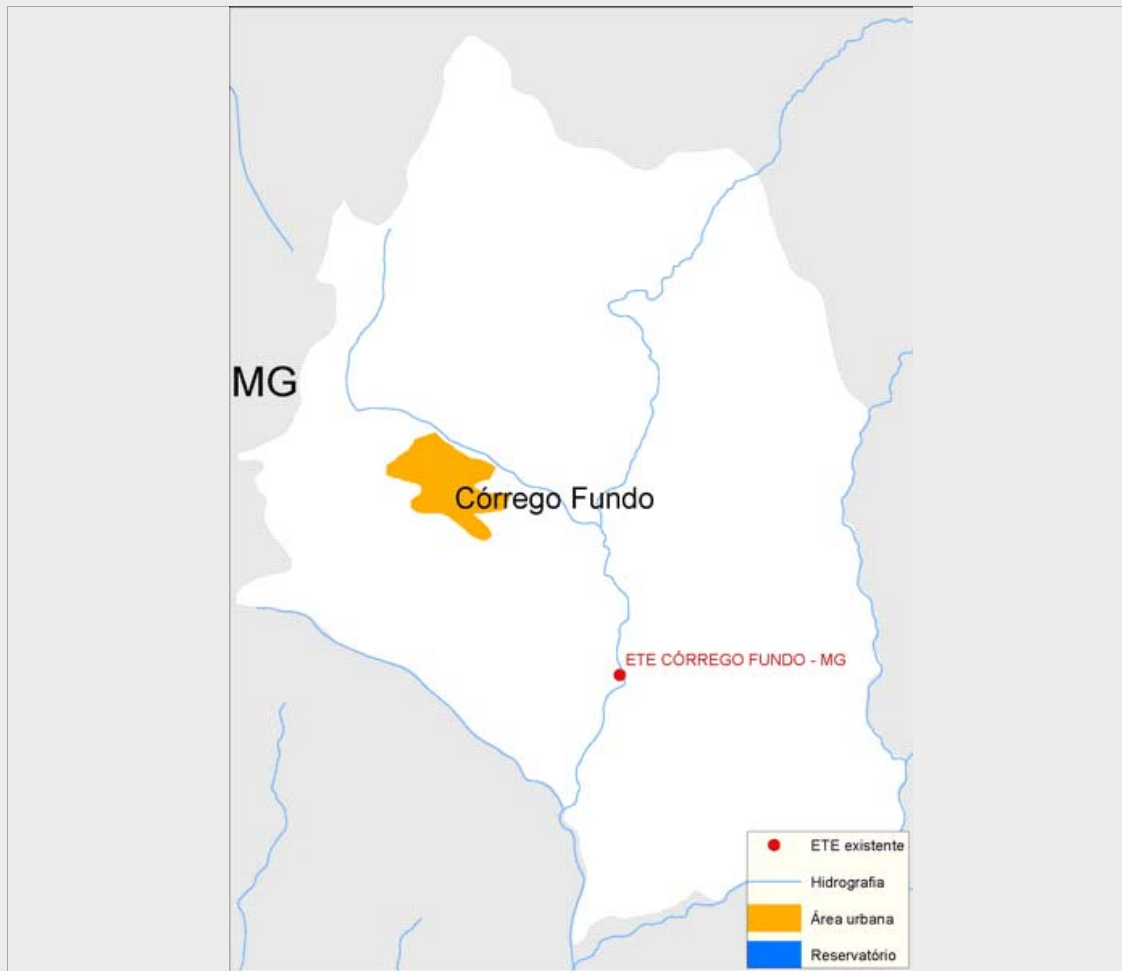 MG
Córrego Fundo
ETE CÓRREGO FUNDO - MG
ETE existente
Hidrografia
Área urbana
Reservatório